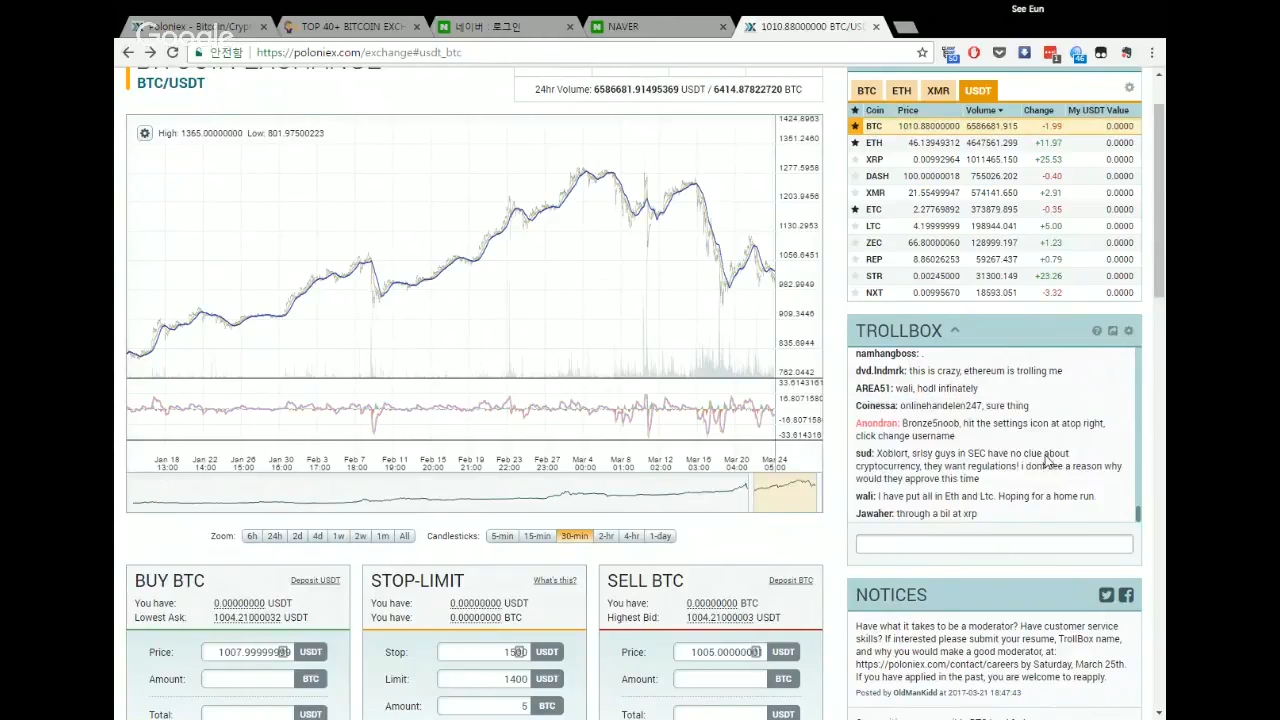 See Eun
Poloniex - Bitcoin/Cryp
TOP 40+ BITCOIN EXCH
네이버 : 로그인
NAVER
1010.88000000 BTC/US
Google
안전함
https://poloniex.com/exchange#usdt_btc
50
1
46
BTC/USDT
24hr Volume: 6586681.91495369 USDT / 6414.87822720 BTC
High: 1365.00000000 Low: 801.97500223
1424.8963
1351.2460
1277.5958
1203.9456
1130.2953
1056.6451
982.9949
909.3446
835.6944
762.0442
33.6143161
16.8071580
-16.807158
-33.614316
Jan 18 13:00
Jan 22 14:00
Jan 26 15:00
Feb 3 17:00
Feb 7 18:00
Feb 11 19:00
Feb 15 20:00
Feb 19 21:00
Feb 23 22:00
Feb 27 23:00
Mar 4 00:00
Mar 8 01:00
Mar 12 02:00
Mar 16 03:00
Mar 20 04:00
Mar 24 05:00
Zoom: 6h 24h 2d 4d 1w 2w 1m All
Candlesticks: 5-min 15-min 30-min 2-hr 4-hr 1-day
BUY BTC
Deposit USDT
You have: 0.00000000 USDT
Lowest Ask: 1004.21000032 USDT
Price: USDT
Amount: BTC
Total: USDT
STOP-LIMIT
What's this?
You have: 0.00000000 USDT
You have: 0.00000000 BTC
Stop: 1500 USDT
Limit: 1400 USDT
Amount: 5 BTC
SELL BTC
Deposit BTC
You have: 0.00000000 BTC
Highest Bid: 1004.21000003 USDT
Price: USDT
Amount: BTC
Total: USDT
BTC ETH XMR USDT
Coin Price Volume Change My USDT Value
BTC 1010.88000000 6586681.915 -1.99 0.0000
ETH 46.13949312 4647561.299 +11.97 0.0000
XRP 0.00992964 1011465.150 +25.53 0.0000
DASH 100.00000018 755026.202 -0.40 0.0000
XMR 21.55499947 574141.650 +2.91 0.0000
ETC 2.27769892 373879.895 -0.35 0.0000
LTC 4.19999999 198944.041 +5.00 0.0000
ZEC 66.80000060 128999.197 +1.23 0.0000
REP 8.86026253 59267.437 +0.79 0.0000
STR 0.00245000 31300.149 +23.26 0.0000
NXT 0.00995670 18593.051 -3.32 0.0000
TROLLBOX
namhangboss: .
dvd.lndmrk: this is crazy, ethereum is trolling me
AREA51: wali, hodl infinately
Coinessa: onlinehandelen247, sure thing
Anondran: Bronze5noob, hit the settings icon at atop right,
click change username
sud: Xoblort, srlsy guys in SEC have no clue about
cryptocurrency, they want regulations! i dont see a reason why
would they approve this time
wali: I have put all in Eth and Ltc. Hoping for a home run.
Jawaher: through a bil at xrp
NOTICES
Have what it takes to be a moderator? Have customer service
skills? If interested please submit your resume, TrollBox name,
and why you would make a good moderator, at:
https://poloniex.com/contact/careers by Saturday, March 25th.
If you have applied in the past, you are welcome to reapply.
Posted by OldManKidd at 2017-03-21 18:47:43